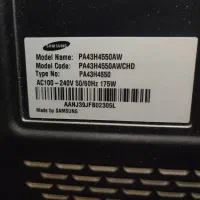 SAMSUNG
Model Name: PA43H4550AW
Model Code: PA43H4550AWCHD
Type No: PA43H4550
AC100-240V 50/60Hz 175W
AANJ39JFB02305L
Made by SAMSUNG